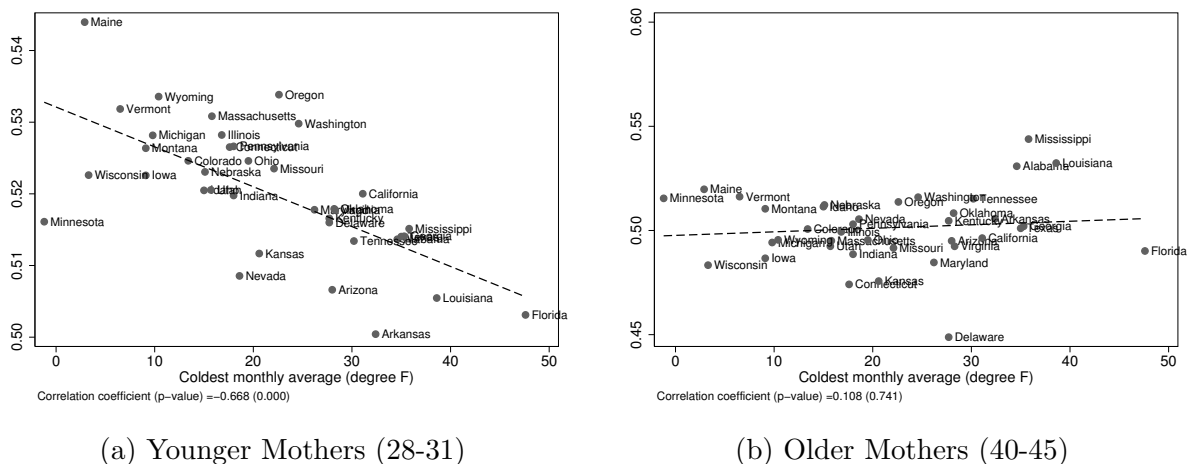 0.54
0.53
0.52
0.51
0.50
Maine
Wyoming
Oregon
Vermont
Massachusetts
Washington
Michigan
Illinois
Pennsylvania
Montana
Connecticut
Colorado
Ohio
Missouri
Nebraska
Wisconsin
Iowa
Utah
Indiana
California
Oklahoma
Minnesota
Kentucky
Delaware
Mississippi
Tennessee
Kansas
Nevada
Arizona
Louisiana
Florida
Arkansas
0 10 20 30 40 50
Coldest monthly average (degree F)
Correlation coefficient (p-value) =-0.668 (0.000)
(a) Younger Mothers (28-31)
0.60
0.55
0.50
0.45
Mississippi
Louisiana
Alabama
Maine
Minnesota
Vermont
Washington
Tennessee
Oregon
Nebraska
Idaho
Montana
Oklahoma
Nevada
Arkansas
Kentucky
Pennsylvania
Georgia
Texas
Colorado
Illinois
California
Wyoming
Massachusetts
Ohio
Arizona
Michigan
Utah
Virginia
Missouri
Florida
Indiana
Iowa
Maryland
Wisconsin
Kansas
Connecticut
Delaware
0 10 20 30 40 50
Coldest monthly average (degree F)
Correlation coefficient (p-value) =0.108 (0.741)
(b) Older Mothers (40-45)